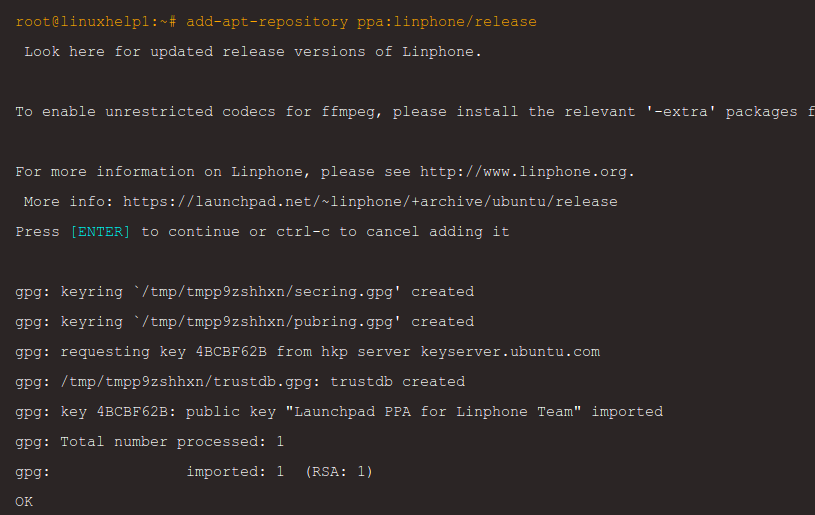 root@linuxhelp1:~# add-apt-repository ppa:linphone/release
Look here for updated release versions of Linphone.
To enable unrestricted codecs for ffmpeg, please install the relevant '-extra' packages f
For more information on Linphone, please see http://www.linphone.org.
More info: https://launchpad.net/~linphone/+archive/ubuntu/release
Press [ENTER] to continue or ctrl-c to cancel adding it
gpg: keyring `/tmp/tmpp9zshhxn/secring.gpg' created
gpg: keyring `/tmp/tmpp9zshhxn/pubring.gpg' created
gpg: requesting key 4BCBF62B from hkp server keyserver.ubuntu.com
gpg: /tmp/tmpp9zshhxn/trustdb.gpg: trustdb created
gpg: key 4BCBF62B: public key "Launchpad PPA for Linphone Team" imported
gpg: Total number processed: 1
gpg:               imported: 1  (RSA: 1)
OK